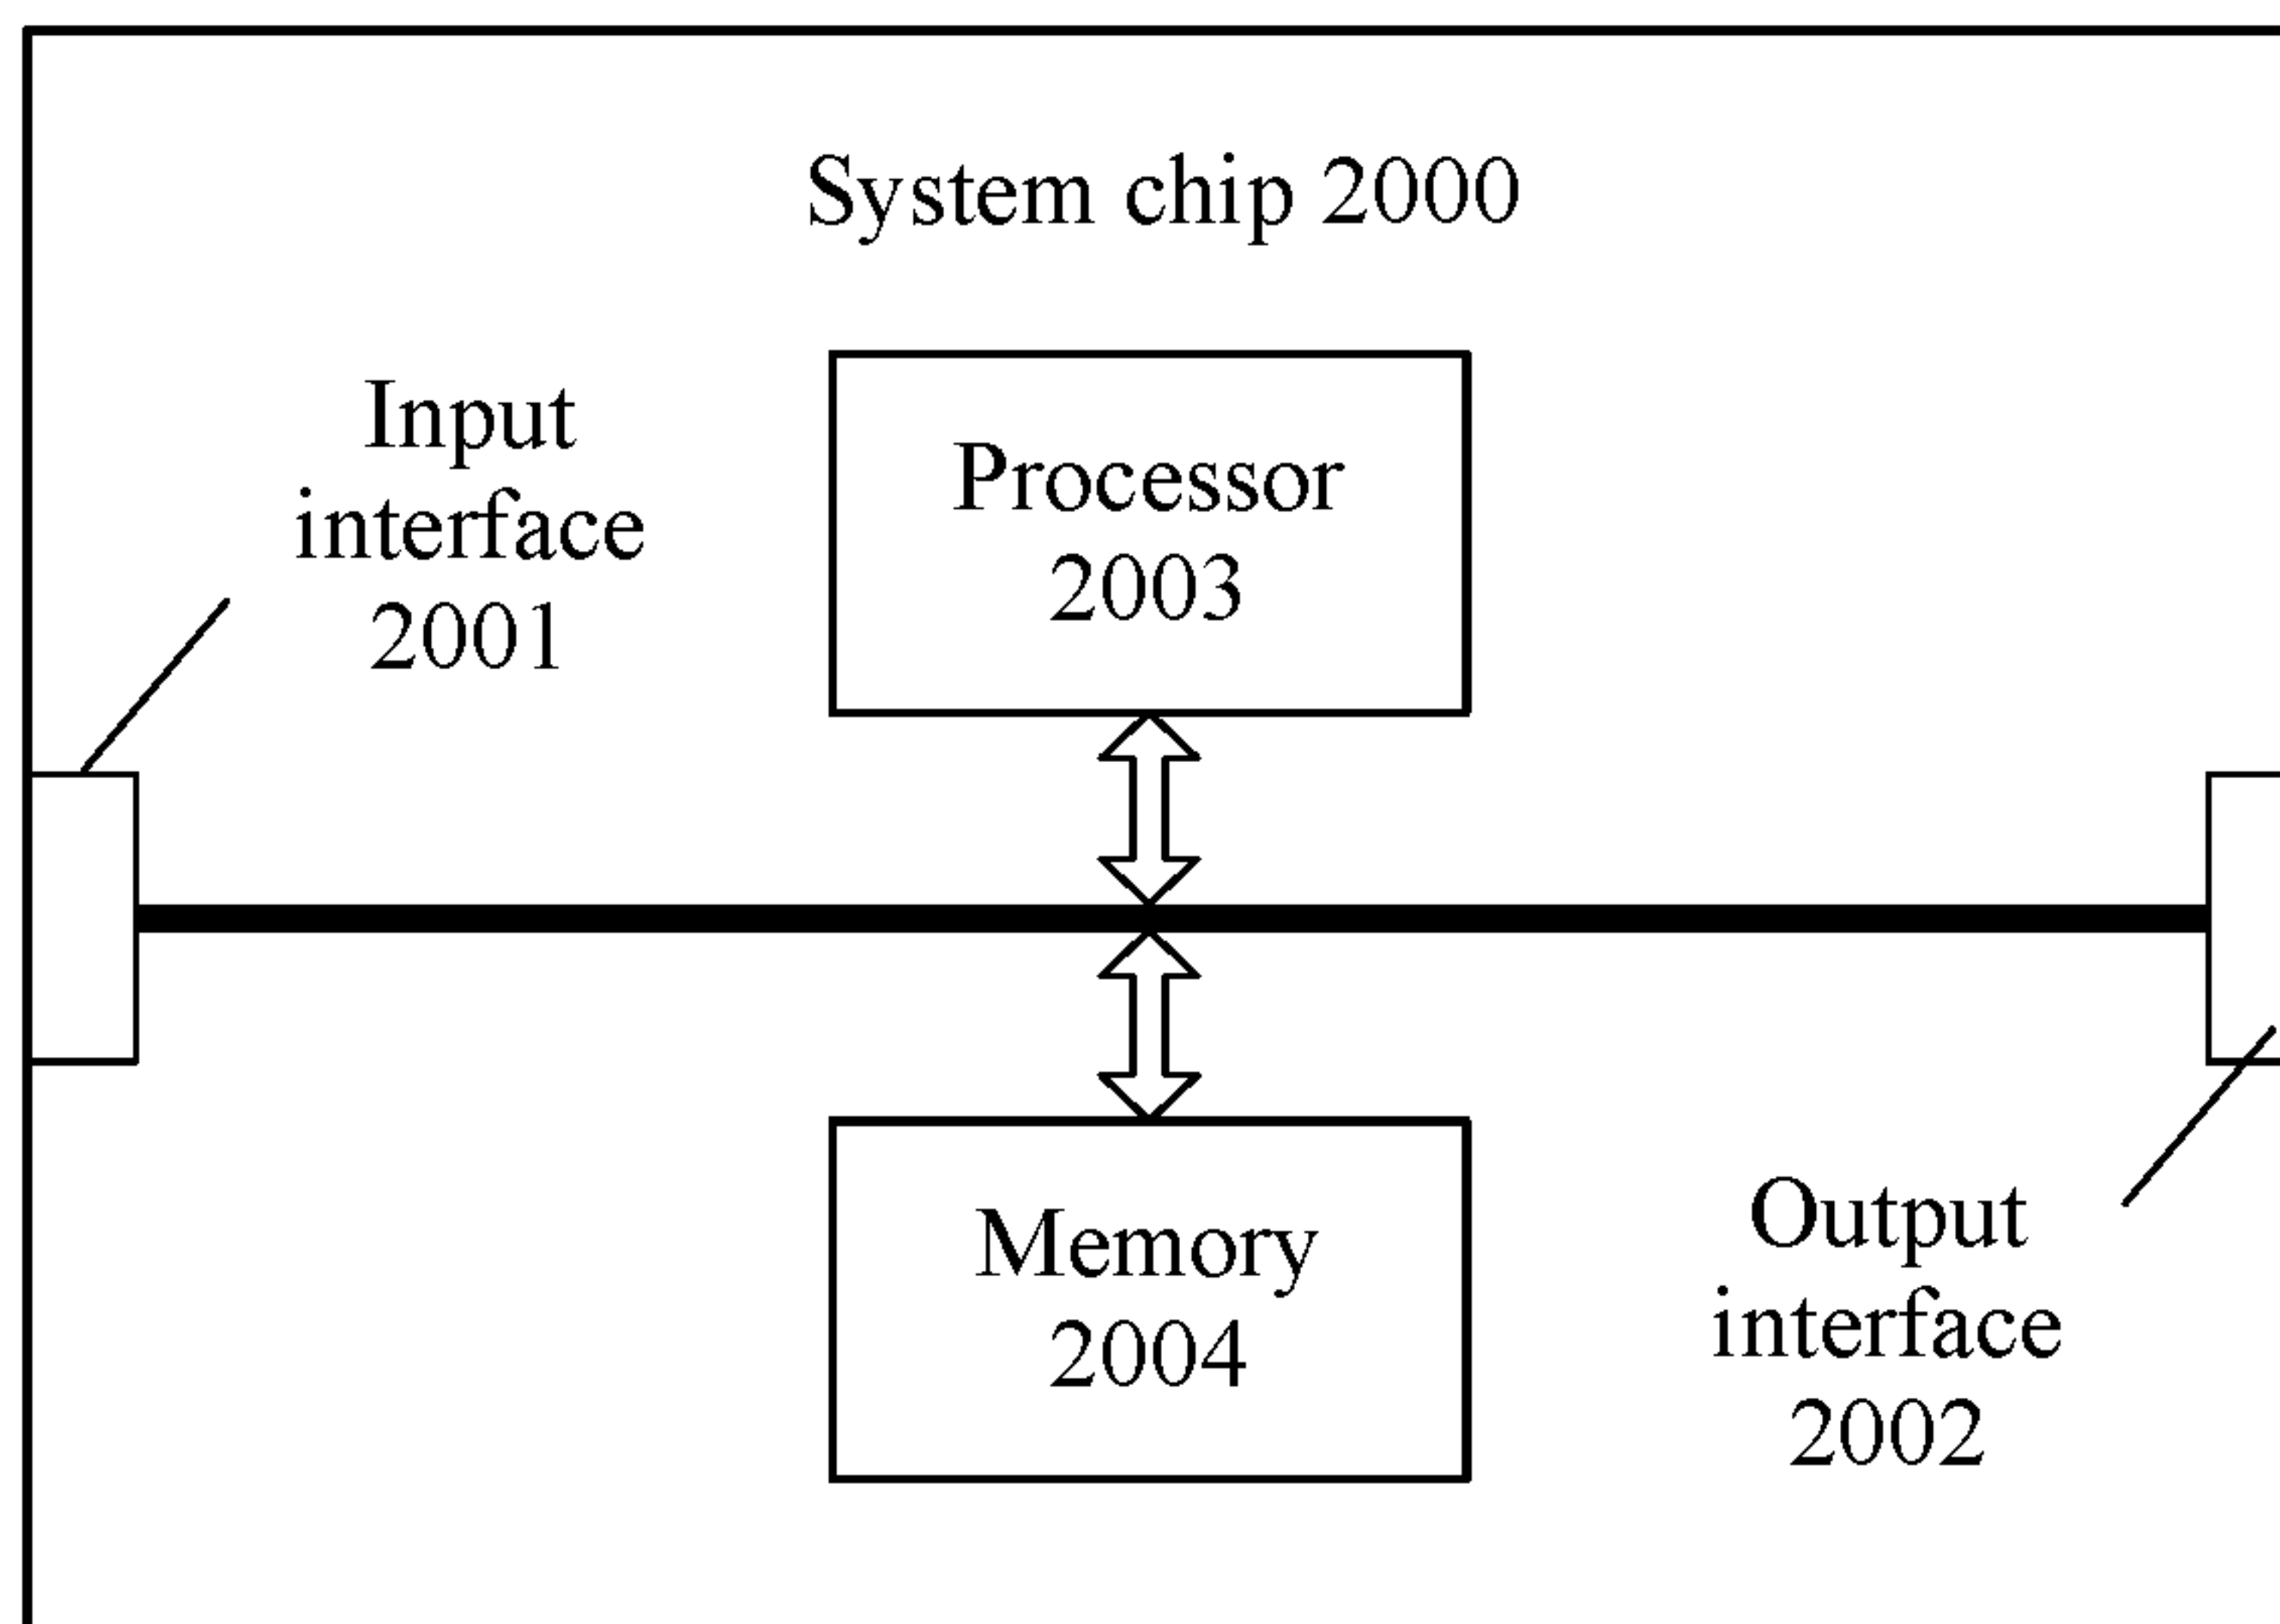 System chip 2000
Input
interface
2001
Processor
2003
Memory
2004
Output
interface
2002